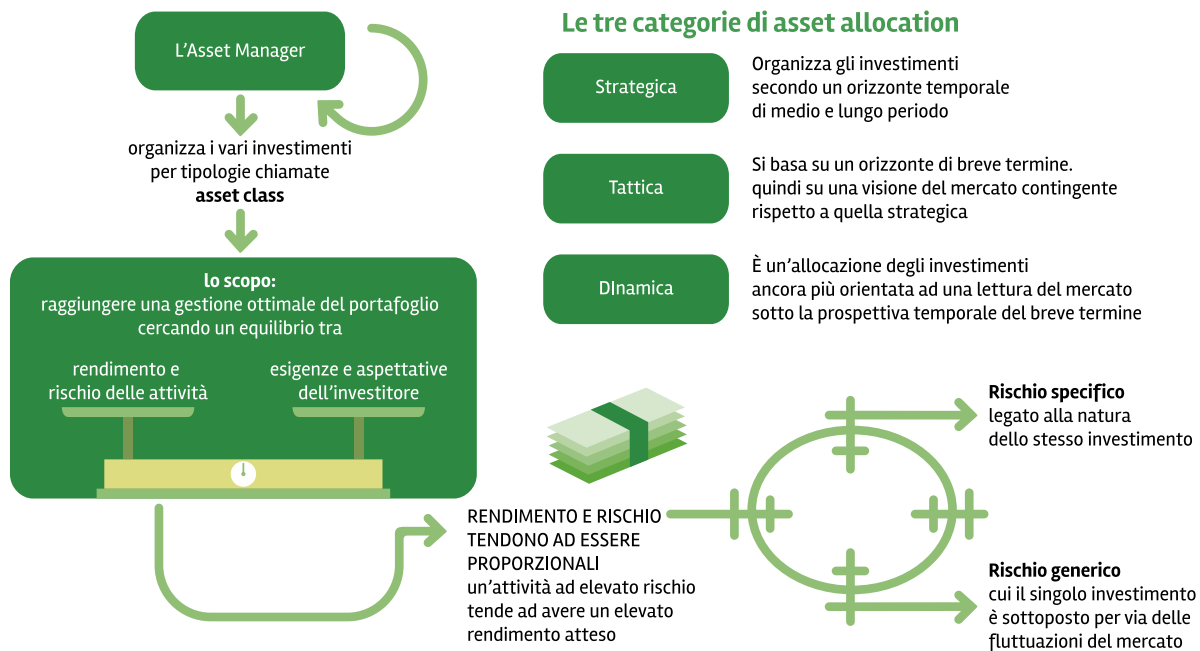 L'Asset Manager
organizza i vari investimenti
per tipologie chiamate
asset class
lo scopo:
raggiungere una gestione ottimale del portafoglio
cercando un equilibrio tra
rendimento e
rischio delle attività
esigenze e aspettative
dell'investitore
Le tre categorie di asset allocation
Strategica
Organizza gli investimenti
secondo un orizzonte temporale
di medio e lungo periodo
Tattica
Si basa su un orizzonte di breve termine.
quindi su una visione del mercato contingente
rispetto a quella strategica
DInamica
È un'allocazione degli investimenti
ancora più orientata ad una lettura del mercato
sotto la prospettiva temporale del breve termine
RENDIMENTO E RISCHIO
TENDONO AD ESSERE
PROPORZIONALI
un'attività ad elevato rischio
tende ad avere un elevato
rendimento atteso
Rischio specifico
legato alla natura
dello stesso investimento
Rischio generico
cui il singolo investimento
è sottoposto per via delle
fluttuazioni del mercato